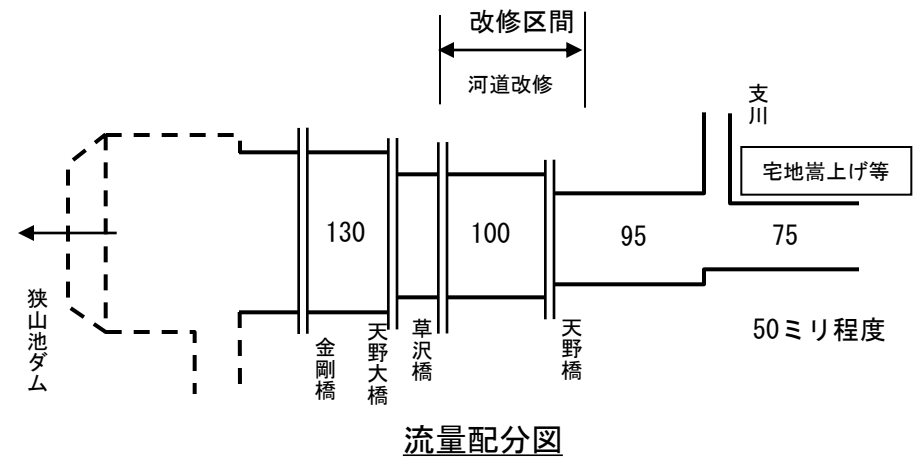 改修区間
河道改修
支川
宅地嵩上げ等
130
100
95
75
狭山池ダム
金剛橋
天野大橋
草沢橋
天野橋
50ミリ程度
流量配分図